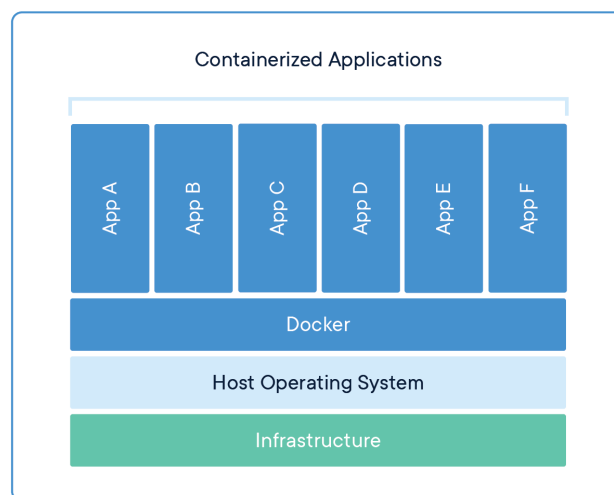 Containerized Applications
App A
App B
App C
App D
App E
App F
Docker
Host Operating System
Infrastructure